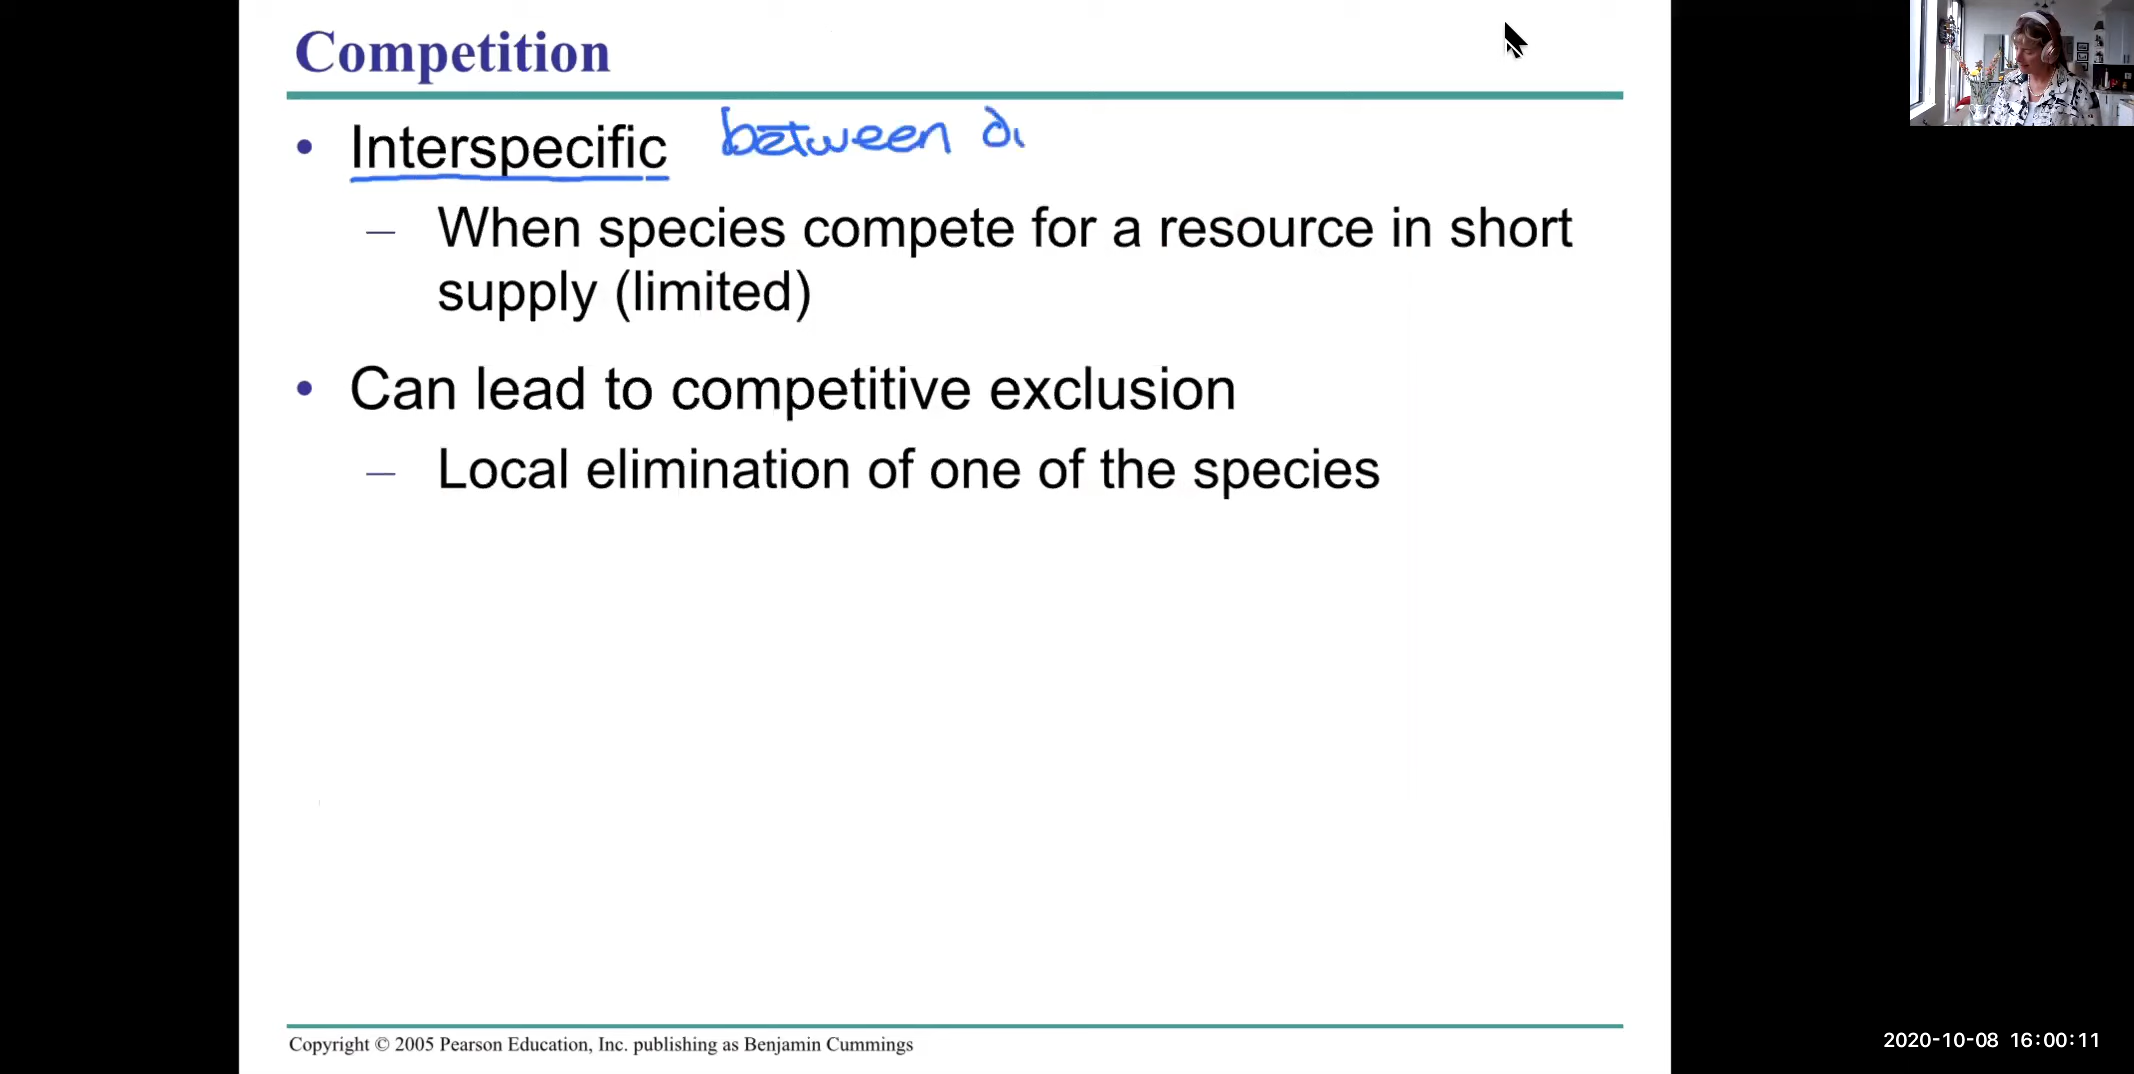 Competition
• Interspecific between di
– When species compete for a resource in short
supply (limited)
• Can lead to competitive exclusion
– Local elimination of one of the species
Copyright © 2005 Pearson Education, Inc. publishing as Benjamin Cummings
2020-10-08 16:00:11